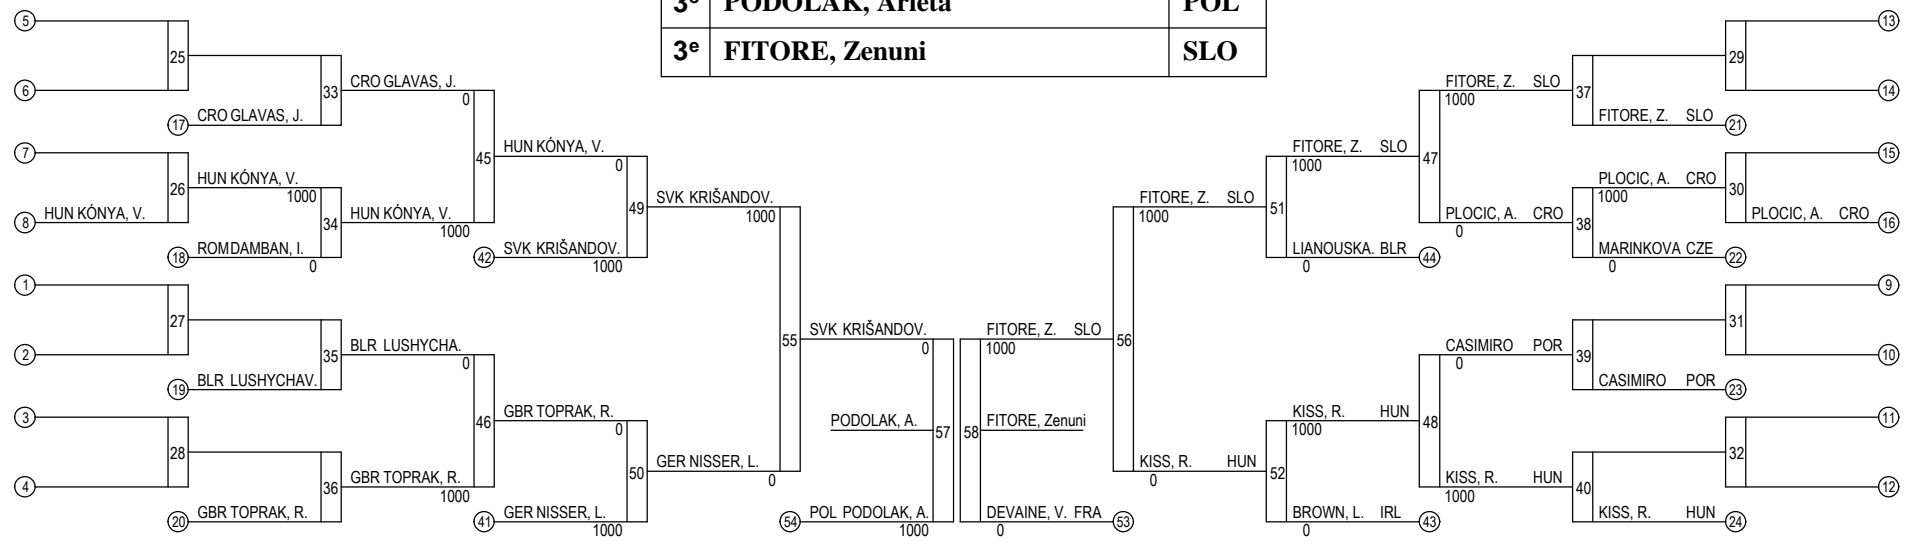 3e PODOLAK, Arleta POL
3e FITORE, Zenuni SLO
5
25
6
33
CRO GLAVAS, J.
0
17
CRO GLAVAS, J.
7
45
HUN KÓNYA, V.
0
26
HUN KÓNYA, V.
1000
8
HUN KÓNYA, V.
34
HUN KÓNYA, V.
1000
18
ROMDAMBAN, I.
0
42
SVK KRIŠANDOV.
1000
49
SVK KRIŠANDOV.
1000
1
27
2
35
BLR LUSHYCHA.
0
19
BLR LUSHYCHAV.
3
46
GBR TOPRAK, R.
0
28
4
36
GBR TOPRAK, R.
1000
20
GBR TOPRAK, R.
41
GER NISSER, L.
1000
50
GER NISSER, L.
0
55
SVK KRIŠANDOV.
0
PODOLAK, A.
57
54
POL PODOLAK, A.
1000
FITORE, Z. SLO
1000
58
FITORE, Zenuni
DEVAINE, V. FRA
0
53
56
FITORE, Z. SLO
1000
KISS, R. HUN
0
51
FITORE, Z. SLO
1000
LIANOUSKA. BLR
0
44
47
FITORE, Z. SLO
1000
PLOCIC, A. CRO
0
37
FITORE, Z. SLO
21
29
13
14
38
PLOCIC, A. CRO
1000
MARINKOVA CZE
0
22
30
15
PLOCIC, A. CRO
16
52
KISS, R. HUN
1000
BROWN, L. IRL
0
43
48
CASIMIRO POR
0
KISS, R. HUN
1000
39
CASIMIRO POR
23
31
9
10
40
KISS, R. HUN
24
32
11
12